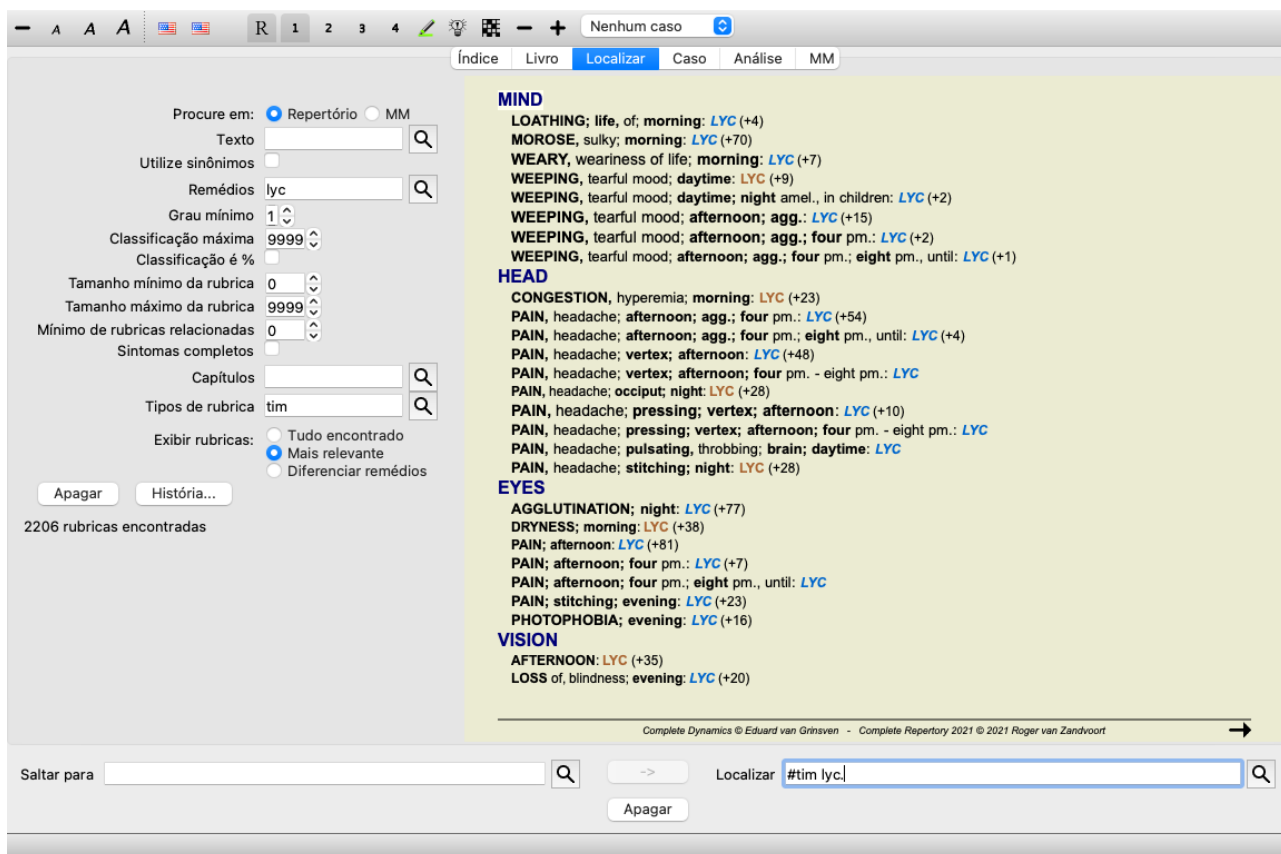 A A A R 1 2 3 4 Nenhum caso
Índice Livro Localizar Caso Análise MM
Procure em: Repertório MM
Texto
Utilize sinônimos
Remédios lyc
Grau mínimo 1
Classificação máxima 9999
Classificação é %
Tamanho mínimo da rubrica 0
Tamanho máximo da rubrica 9999
Mínimo de rubricas relacionadas 0
Sintomas completos
Capítulos
Tipos de rubrica tim
Exibir rubricas: Tudo encontrado
Mais relevante
Diferenciar remédios
Apagar História...
2206 rubricas encontradas
MIND
LOATHING; life, of; morning: LYC (+4)
MOROSE, sulky; morning: LYC (+70)
WEARY, weariness of life; morning: LYC (+7)
WEEPING, tearful mood; daytime: LYC (+9)
WEEPING, tearful mood; daytime; night amel., in children: LYC (+2)
WEEPING, tearful mood; afternoon; agg.: LYC (+15)
WEEPING, tearful mood; afternoon; agg.; four pm.: LYC (+2)
WEEPING, tearful mood; afternoon; agg.; four pm.; eight pm., until: LYC (+1)
HEAD
CONGESTION, hyperemia; morning: LYC (+23)
PAIN, headache; afternoon; agg.; four pm.: LYC (+54)
PAIN, headache; afternoon; agg.; four pm.; eight pm., until: LYC (+4)
PAIN, headache; vertex; afternoon: LYC (+48)
PAIN, headache; vertex; afternoon; four pm. - eight pm.: LYC
PAIN, headache; occiput; night: LYC (+28)
PAIN, headache; pressing; vertex; afternoon: LYC (+10)
PAIN, headache; pressing; vertex; afternoon; four pm. - eight pm.: LYC
PAIN, headache; pulsating, throbbing; brain; daytime: LYC
PAIN, headache; stitching; night: LYC (+28)
EYES
AGGLUTINATION; night: LYC (+77)
DRYNESS; morning: LYC (+38)
PAIN; afternoon: LYC (+81)
PAIN; afternoon; four pm.: LYC (+7)
PAIN; afternoon; four pm.; eight pm., until: LYC
PAIN; stitching; evening: LYC (+23)
PHOTOPHOBIA; evening: LYC (+16)
VISION
AFTERNOON: LYC (+35)
LOSS of, blindness; evening: LYC (+20)
Complete Dynamics © Eduard van Grinsven - Complete Repertory 2021 © 2021 Roger van Zandvoort
Saltar para -> Localizar #tim lyc.
Apagar